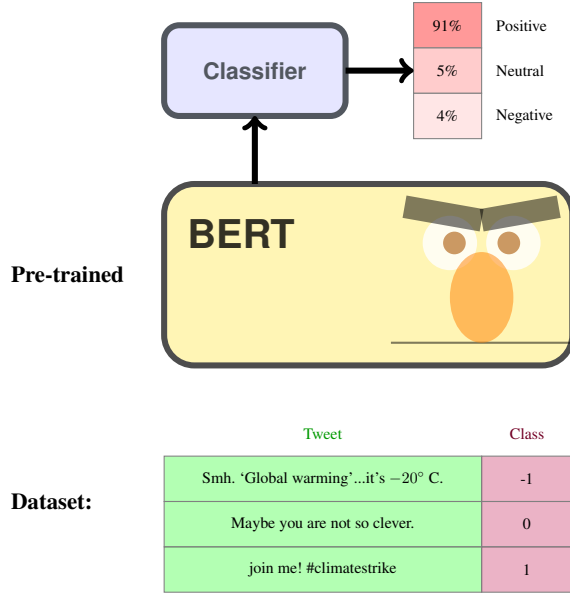 Classifier
91% Positive
5% Neutral
4% Negative
BERT
Pre-trained
Tweet Class
Smh. ‘Global warming’...it’s −20° C. -1
Dataset:
Maybe you are not so clever. 0
join me! #climatestrike 1